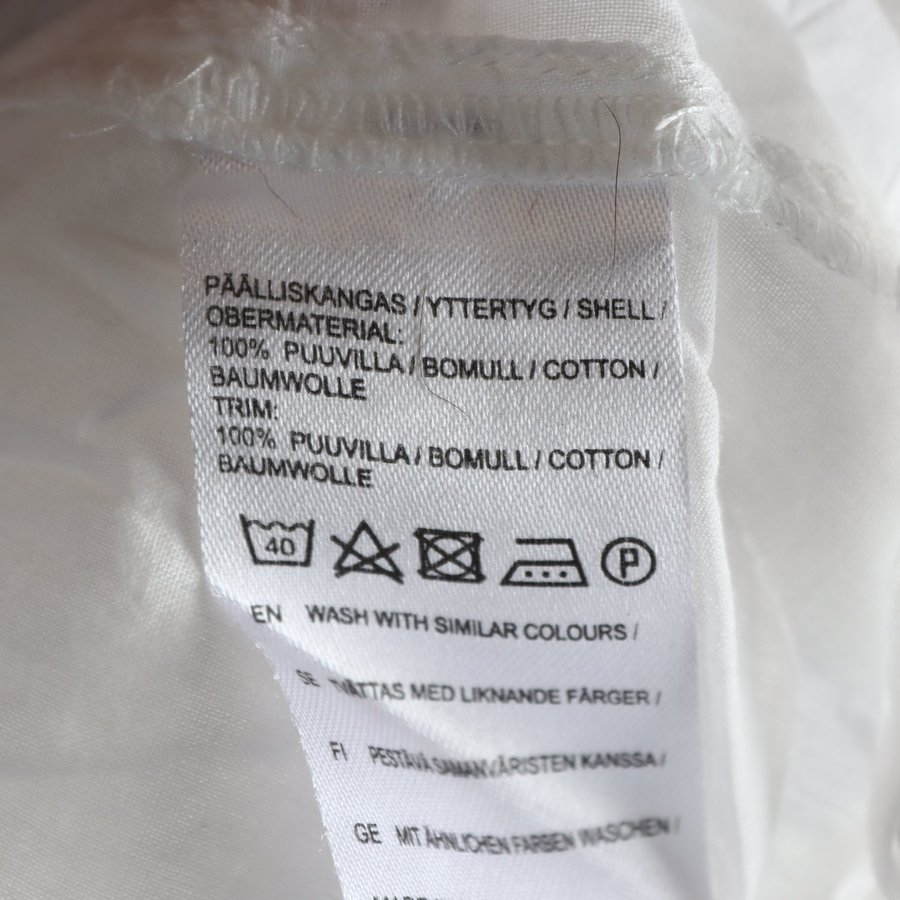 PÄÄLLISKANGAS / YTTERTYG / SHELL /
OBERMATERIAL:
100% PUUVILLA / BOMULL / COTTON /
BAUMWOLLE
TRIM:
100% PUUVILLA / BOMULL / COTTON /
BAUMWOLLE
40 P
EN WASH WITH SIMILAR COLOURS /
SE TVÄTTAS MED LIKNANDE FÄRGER /
FI PESTÄVÄ SAMANVÄRISTEN KANSSA /
GE MIT ÄHNLICHEN FARBEN WASCHEN /